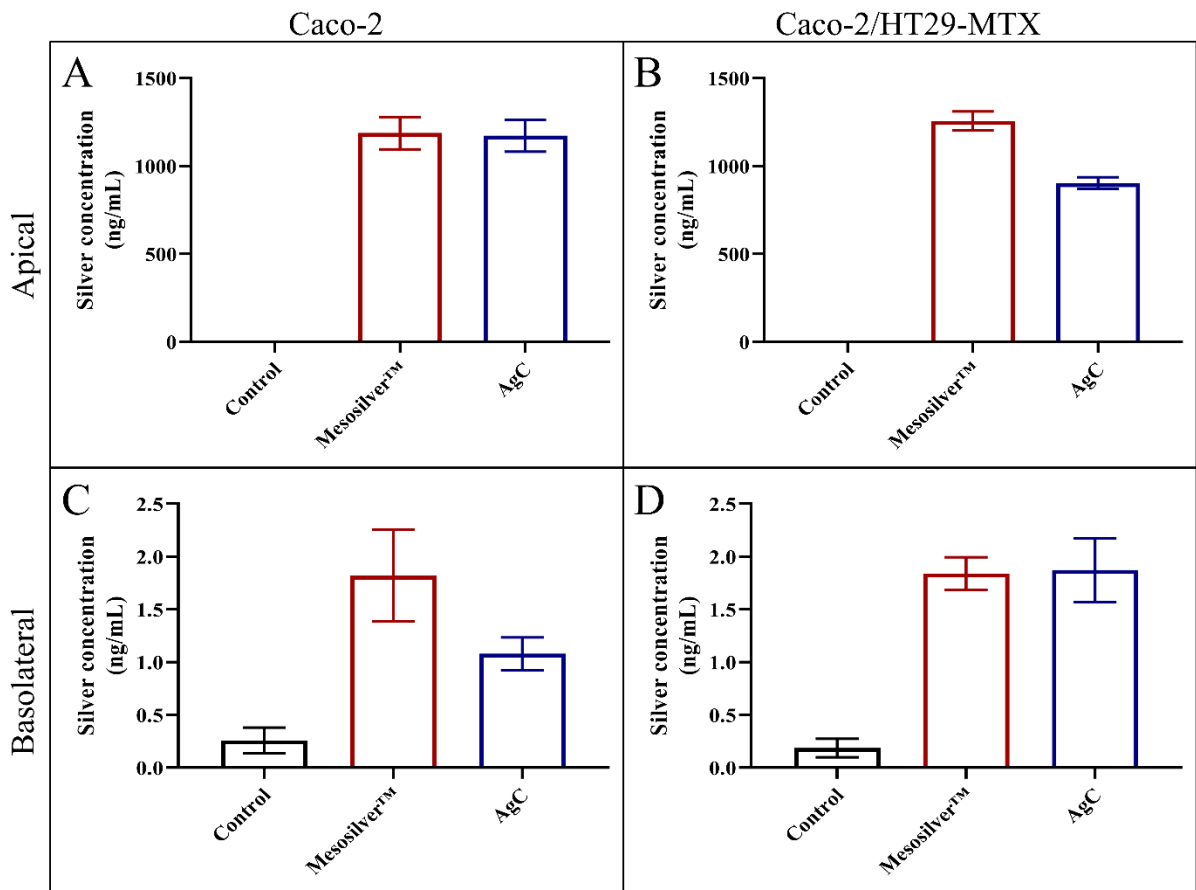 Caco-2
Caco-2/HT29-MTX
Apical
A
Silver concentration
(ng/mL)
1500
1000
500
0
Control
Mesosilver™
AgC
B
Silver concentration
(ng/mL)
1500
1000
500
0
Control
Mesosilver™
AgC
Basolateral
C
Silver concentration
(ng/mL)
2.5
2.0
1.5
1.0
0.5
0.0
Control
Mesosilver™
AgC
D
Silver concentration
(ng/mL)
2.5
2.0
1.5
1.0
0.5
0.0
Control
Mesosilver™
AgC